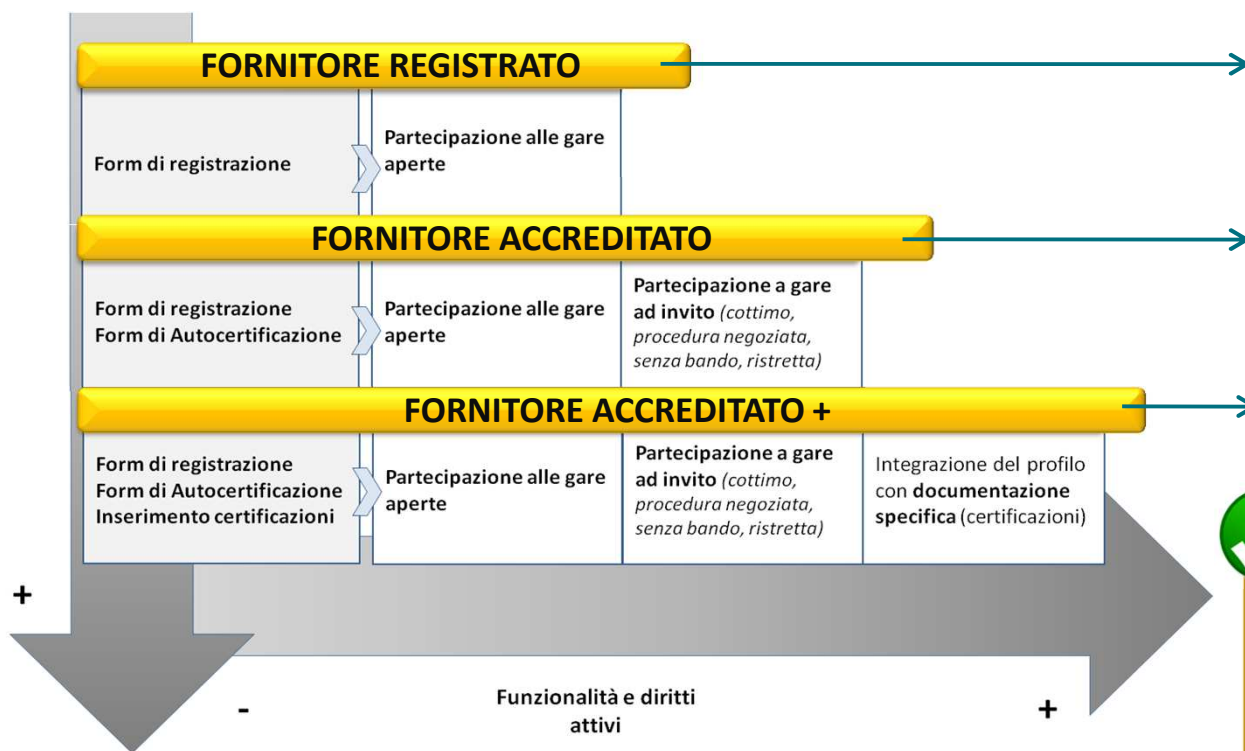 FORNITORE REGISTRATO
Form di registrazione
Partecipazione alle gare
aperte
FORNITORE ACCREDITATO
Form di registrazione
Form di Autocertificazione
Partecipazione alle gare
aperte
Partecipazione a gare
ad invito (cottimo,
procedura negoziata,
senza bando, ristretta)
FORNITORE ACCREDITATO +
Form di registrazione
Form di Autocertificazione
Inserimento certificazioni
Partecipazione alle gare
aperte
Partecipazione a gare
ad invito (cottimo,
procedura negoziata,
senza bando, ristretta)
Integrazione del profilo
con documentazione
specifica (certificazioni)
+
-
Funzionalità e diritti
attivi
+